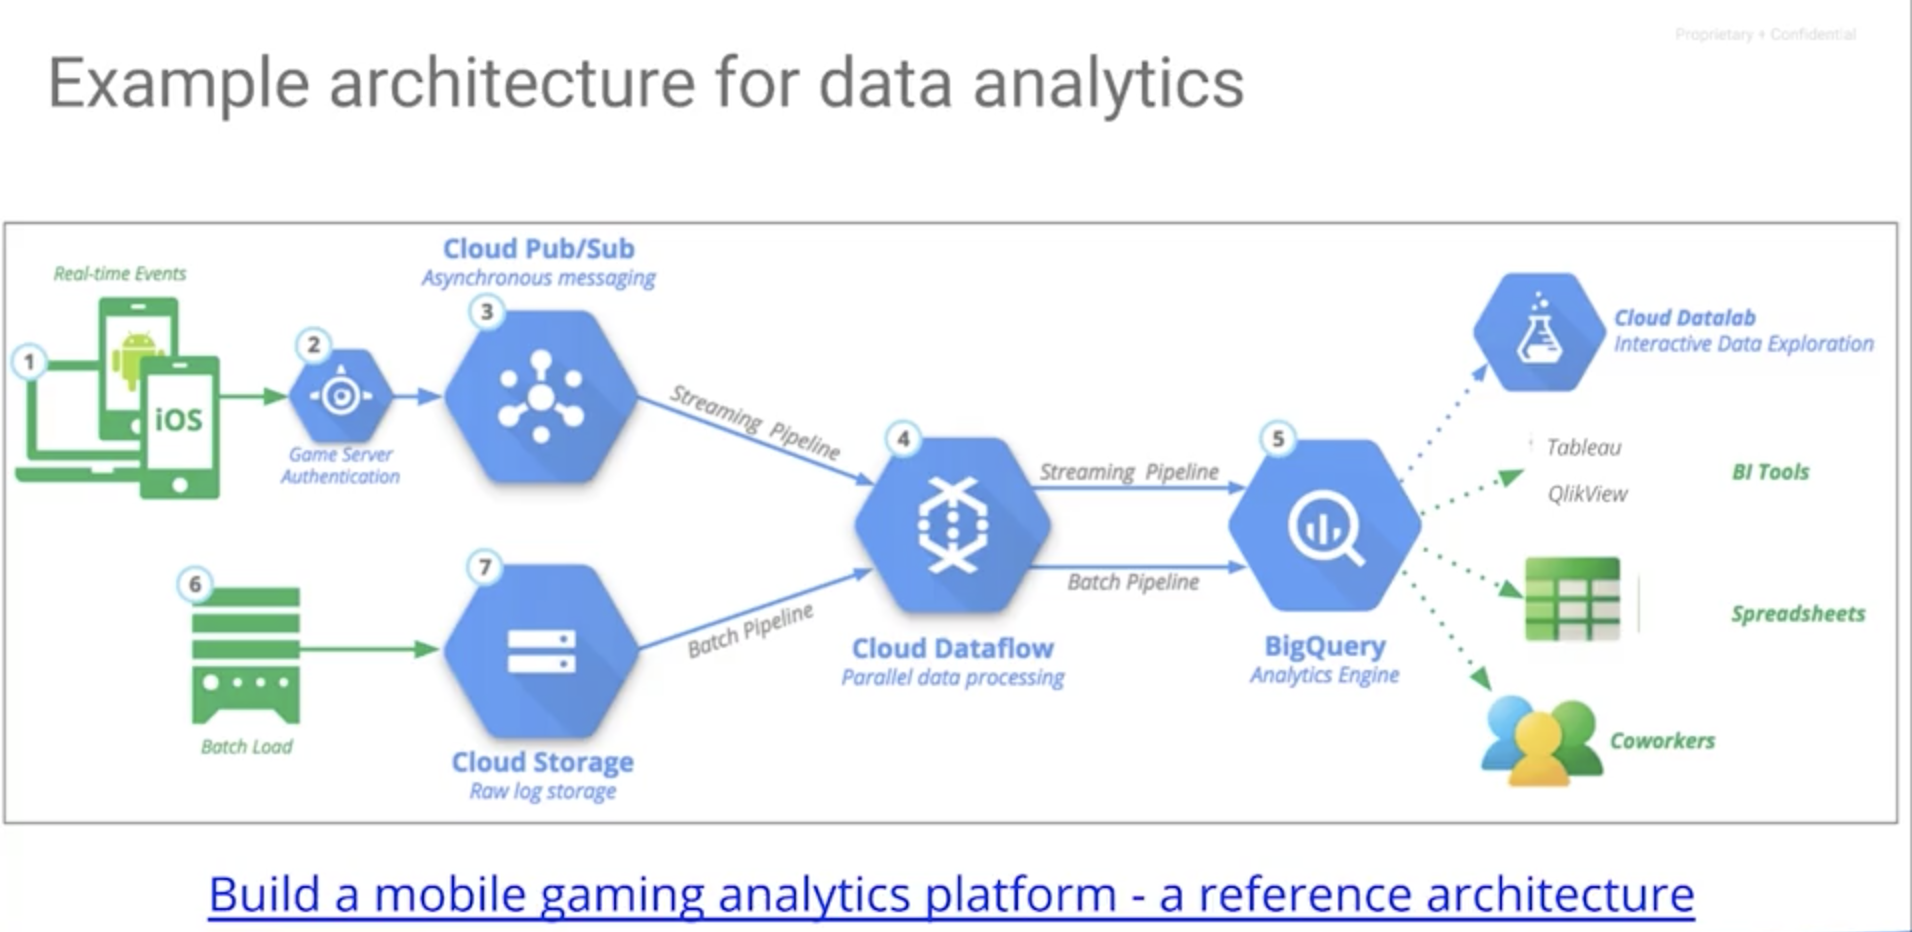 Proprietary + Confidential
Example architecture for data analytics
Real-time Events
1
iOS
2
Game Server
Authentication
Cloud Pub/Sub
Asynchronous messaging
3
Streaming Pipeline
6
Batch Load
7
Cloud Storage
Raw log storage
Batch Pipeline
4
Cloud Dataflow
Parallel data processing
Streaming Pipeline
Batch Pipeline
5
BigQuery
Analytics Engine
Cloud Datalab
Interactive Data Exploration
Tableau
QlikView
BI Tools
Spreadsheets
Coworkers
Build a mobile gaming analytics platform - a reference architecture